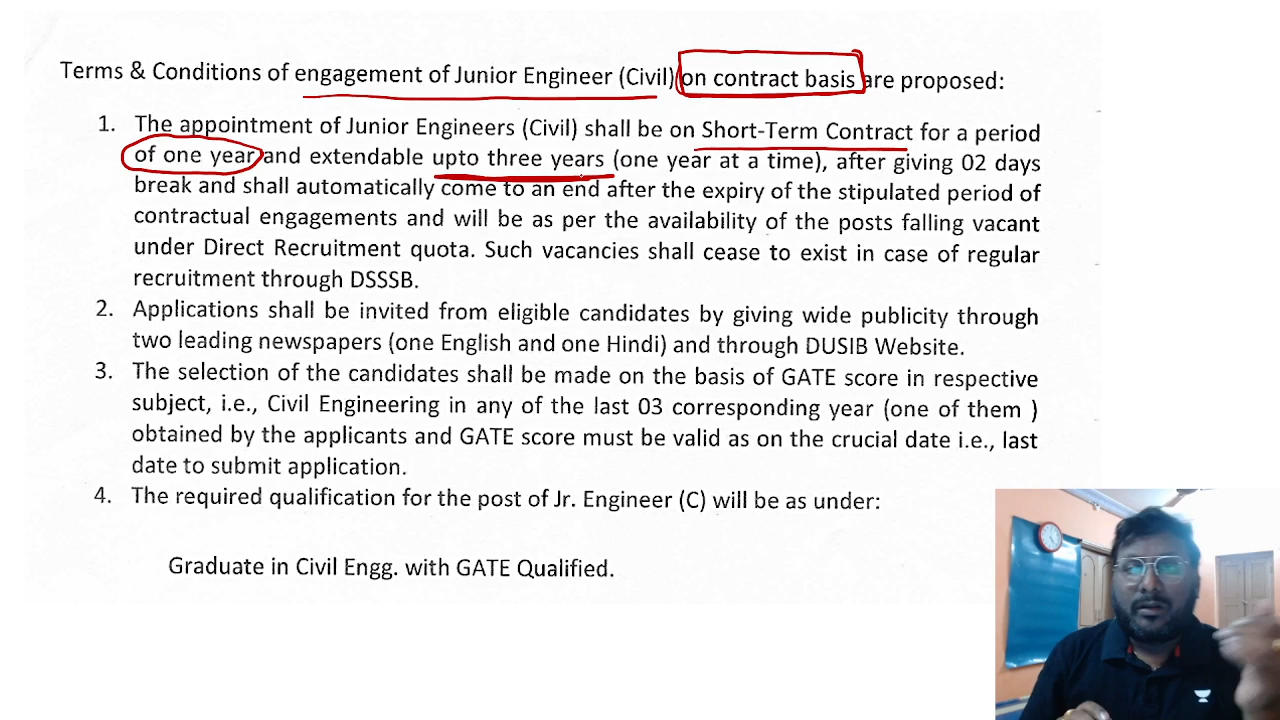 Terms & Conditions of engagement of Junior Engineer (Civil) on contract basis are proposed:
1. The appointment of Junior Engineers (Civil) shall be on Short-Term Contract for a period
of one year and extendable upto three years (one year at a time), after giving 02 days
break and shall automatically come to an end after the expiry of the stipulated period of
contractual engagements and will be as per the availability of the posts falling vacant
under Direct Recruitment quota. Such vacancies shall cease to exist in case of regular
recruitment through DSSSB.
2. Applications shall be invited from eligible candidates by giving wide publicity through
two leading newspapers (one English and one Hindi) and through DUSIB Website.
3. The selection of the candidates shall be made on the basis of GATE score in respective
subject, i.e., Civil Engineering in any of the last 03 corresponding year (one of them )
obtained by the applicants and GATE score must be valid as on the crucial date i.e., last
date to submit application.
4. The required qualification for the post of Jr. Engineer (C) will be as under:
Graduate in Civil Engg. with GATE Qualified.